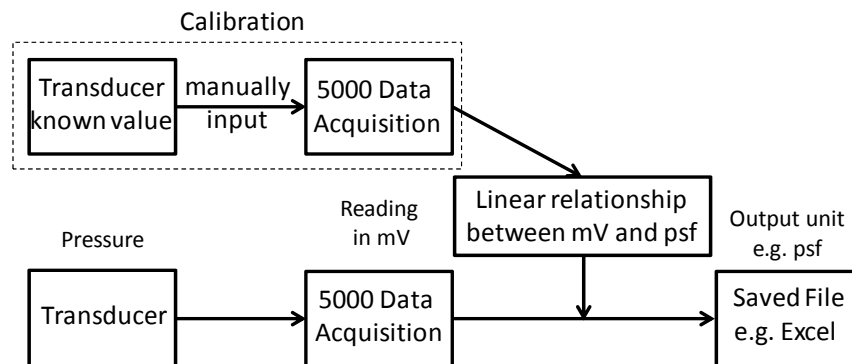 Calibration
Transducer
known value
manually
input
5000 Data
Acquisition
Linear relationship
between mV and psf
Pressure
Transducer
Reading
in mV
5000 Data
Acquisition
Output unit
e.g. psf
Saved File
e.g. Excel